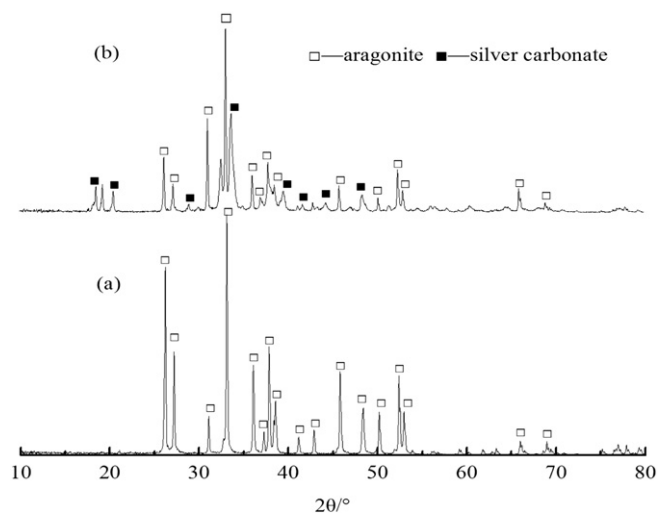 (b)
□—aragonite ■—silver carbonate
(a)
10 20 30 40 50 60 70 80
2θ/°